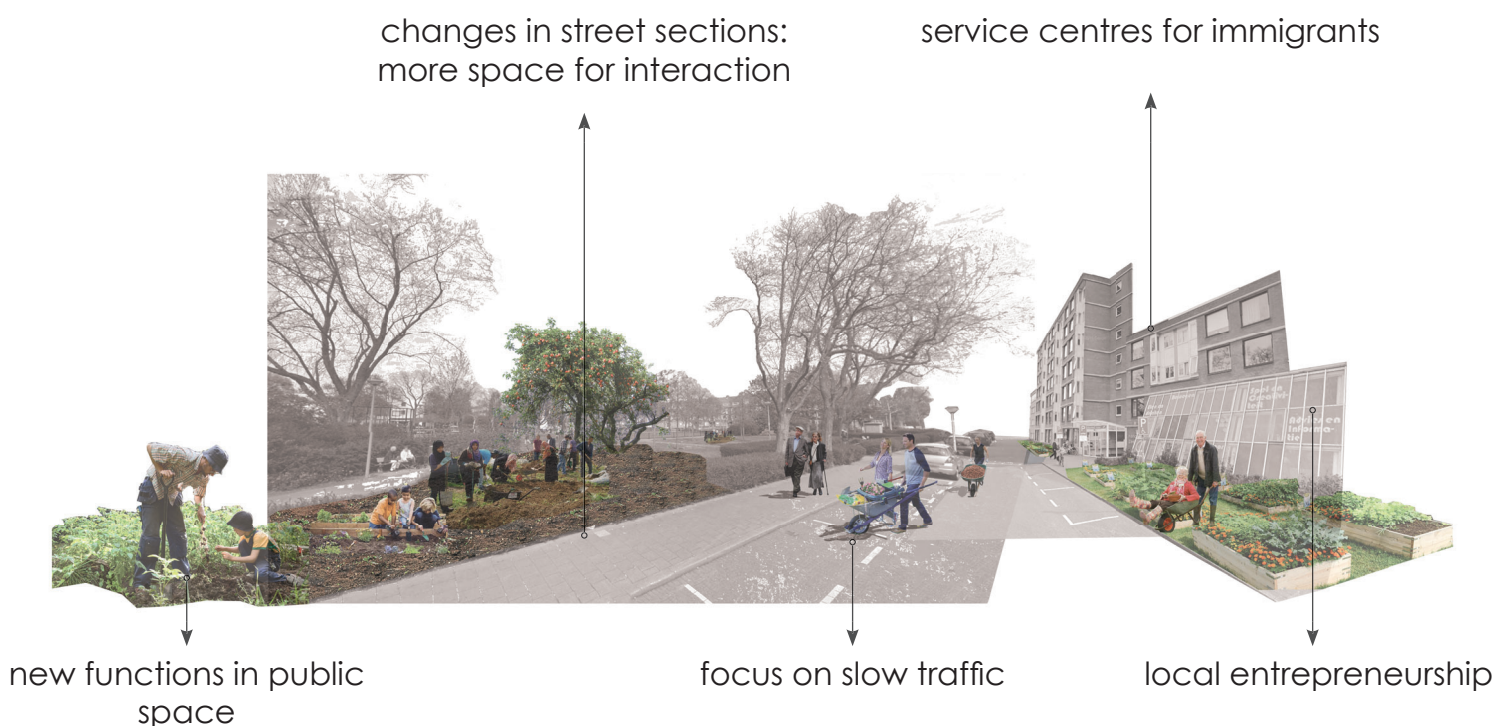 changes in street sections:
more space for interaction
service centres for immigrants
new functions in public
space
focus on slow traffic
local entrepreneurship